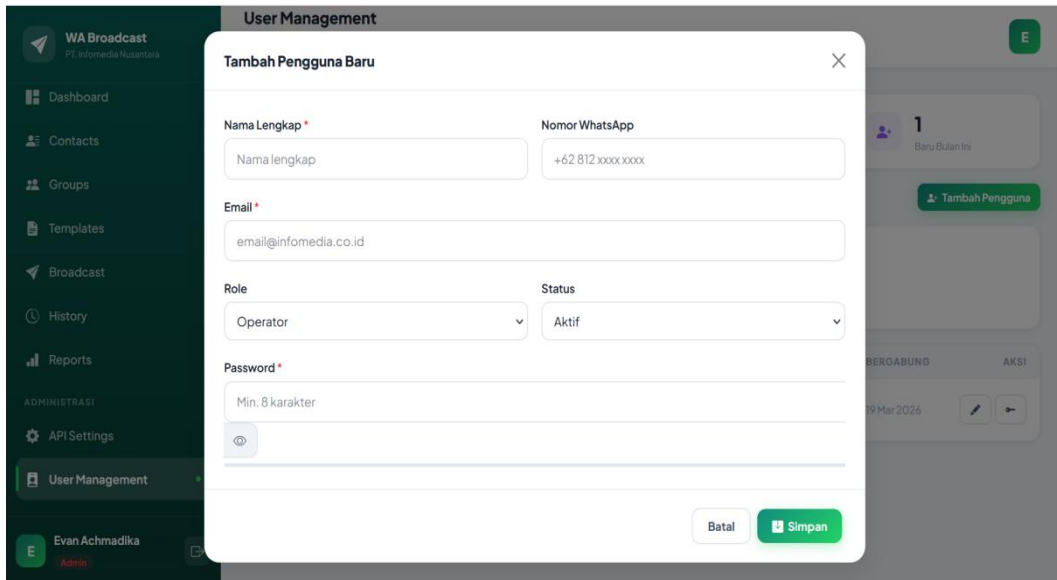 WA Broadcast
PT. Infomedia Nusantara
Dashboard
Contacts
Groups
Templates
Broadcast
History
Reports
ADMINISTRASI
API Settings
User Management
E
Evan Achmadika
Admin
User Management
E
1
Baru Bulan Ini
Tambah Pengguna
BERGABUNG AKSI
19 Mar 2026
Tambah Pengguna Baru
Nama Lengkap * Nomor WhatsApp
Nama lengkap +62 812 xxxx xxxx
Email *
email@infomedia.co.id
Role Status
Operator Aktif
Password *
Min. 8 karakter
Batal Simpan